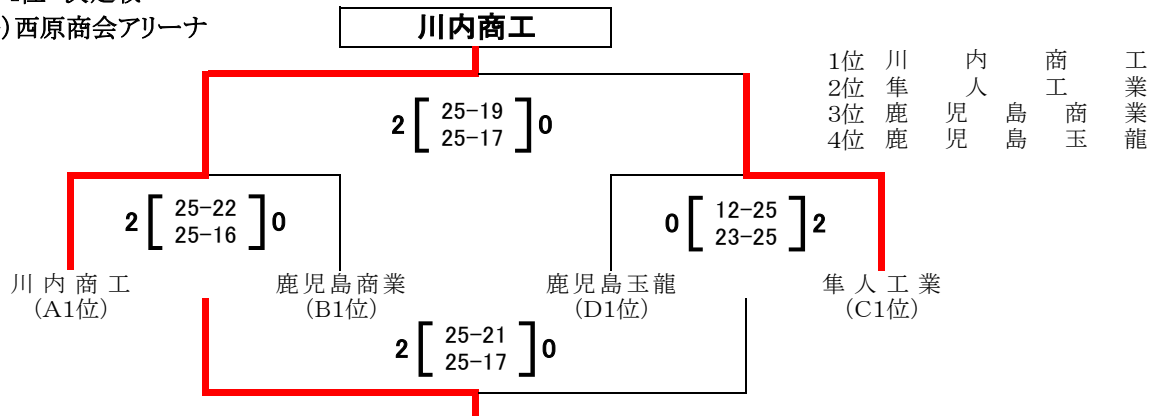 )西原商会アリーナ
川内商工
1位 川内商工
2位 隼人工業
3位 鹿児島商業
4位 鹿児島玉龍
2 [ 25-19 ] 0
25-17
2 [ 25-22 ] 0
25-16
0 [ 12-25 ] 2
23-25
川内商工 鹿児島商業 鹿児島玉龍 隼人工業
(A1位) (B1位) (D1位) (C1位)
2 [ 25-21 ] 0
25-17